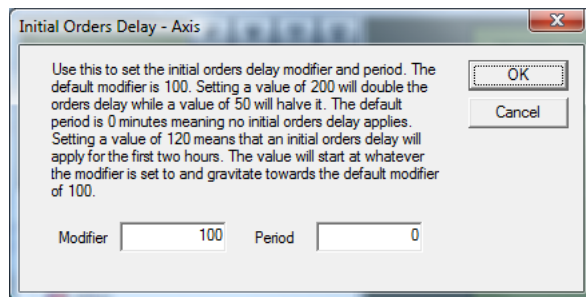 Initial Orders Delay - Axis
Use this to set the initial orders delay modifier and period. The
default modifier is 100. Setting a value of 200 will double the
orders delay while a value of 50 will halve it. The default
period is 0 minutes meaning no initial orders delay applies.
Setting a value of 120 means that an initial orders delay will
apply for the first two hours. The value will start at whatever
the modifier is set to and gravitate towards the default modifier
of 100.
OK
Cancel
Modifier 100 Period 0